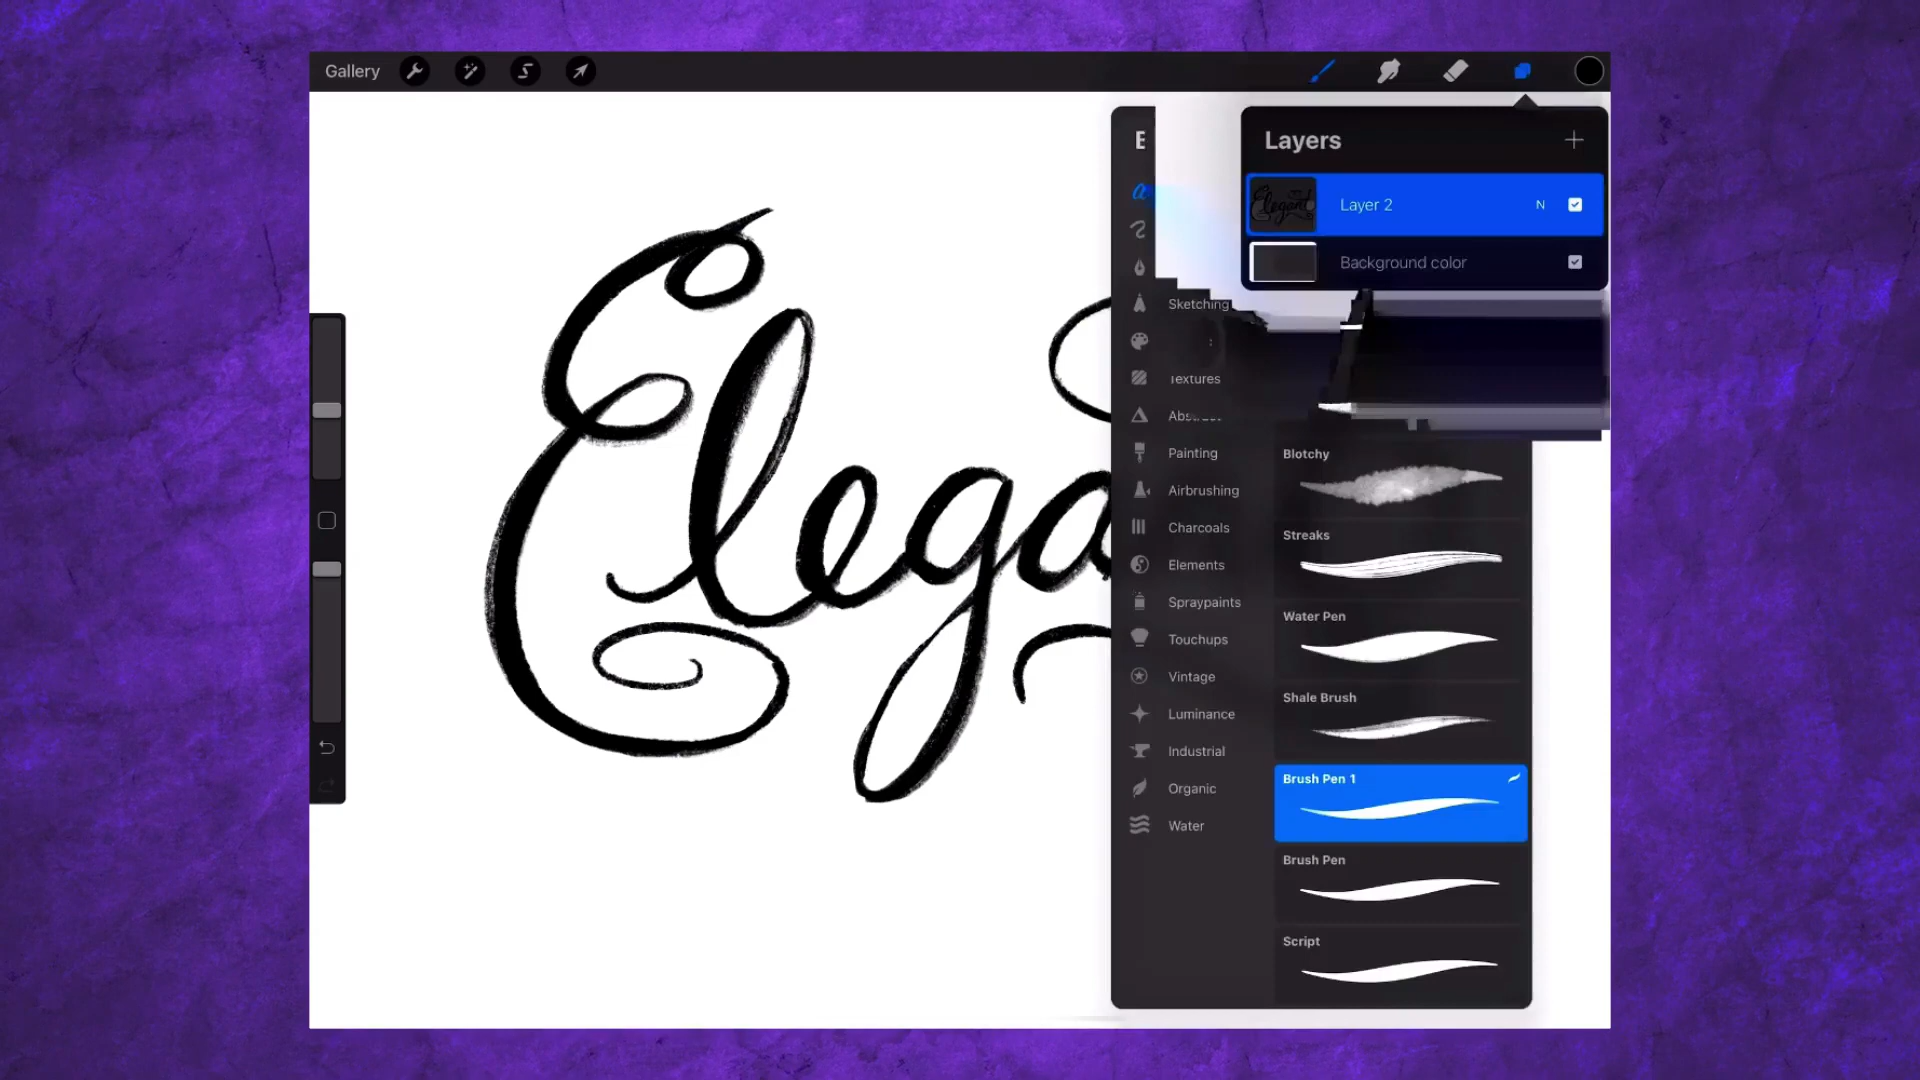 Gallery
Layers
Layer 2 N
Background color
Sketching
Textures
Painting
Airbrushing
Charcoals
Elements
Spraypaints
Touchups
Vintage
Luminance
Industrial
Organic
Water
Blotchy
Streaks
Water Pen
Shale Brush
Brush Pen 1
Brush Pen
Script
Elega
Elegant